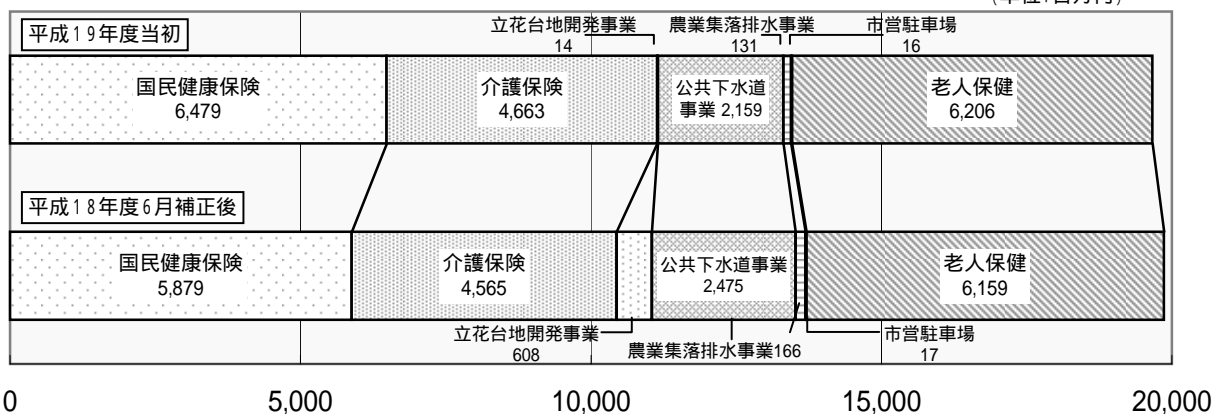 (単位:百万円)
平成19年度当初
立花台地開発事業
14
農業集落排水事業
131
市営駐車場
16
国民健康保険
6,479
介護保険
4,663
公共下水道
事業 2,159
老人保健
6,206
平成18年度6月補正後
国民健康保険
5,879
介護保険
4,565
公共下水道事業
2,475
老人保健
6,159
立花台地開発事業
608
農業集落排水事業166
市営駐車場
17
0 5,000 10,000 15,000 20,000